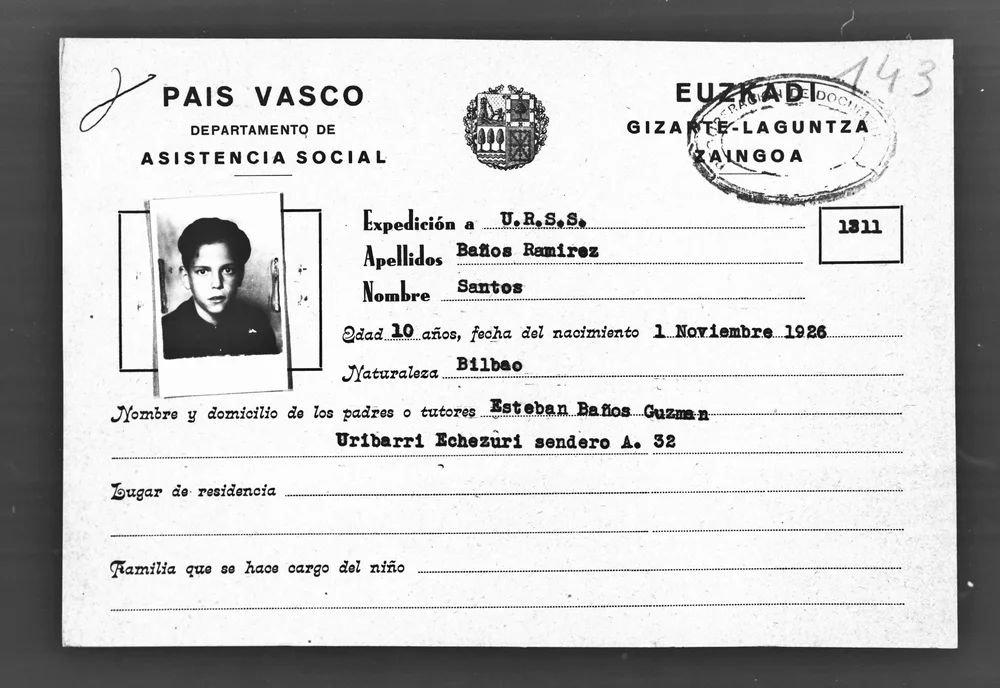 PAIS VASCO
DEPARTAMENTO DE
ASISTENCIA SOCIAL
EUZKADI
GIZARTE-LAGUNTZA
ZAINGOA
143
Expedición a U.R.S.S.
1311
Apellidos Baños Ramirez
Nombre Santos
Edad 10 años, fecha del nacimiento 1 Noviembre 1926
Naturaleza Bilbao
Nombre y domicilio de los padres o tutores Esteban Baños Guzman
Uribarri Echezuri sendero A. 32
Lugar de residencia
Familia que se hace cargo del niño